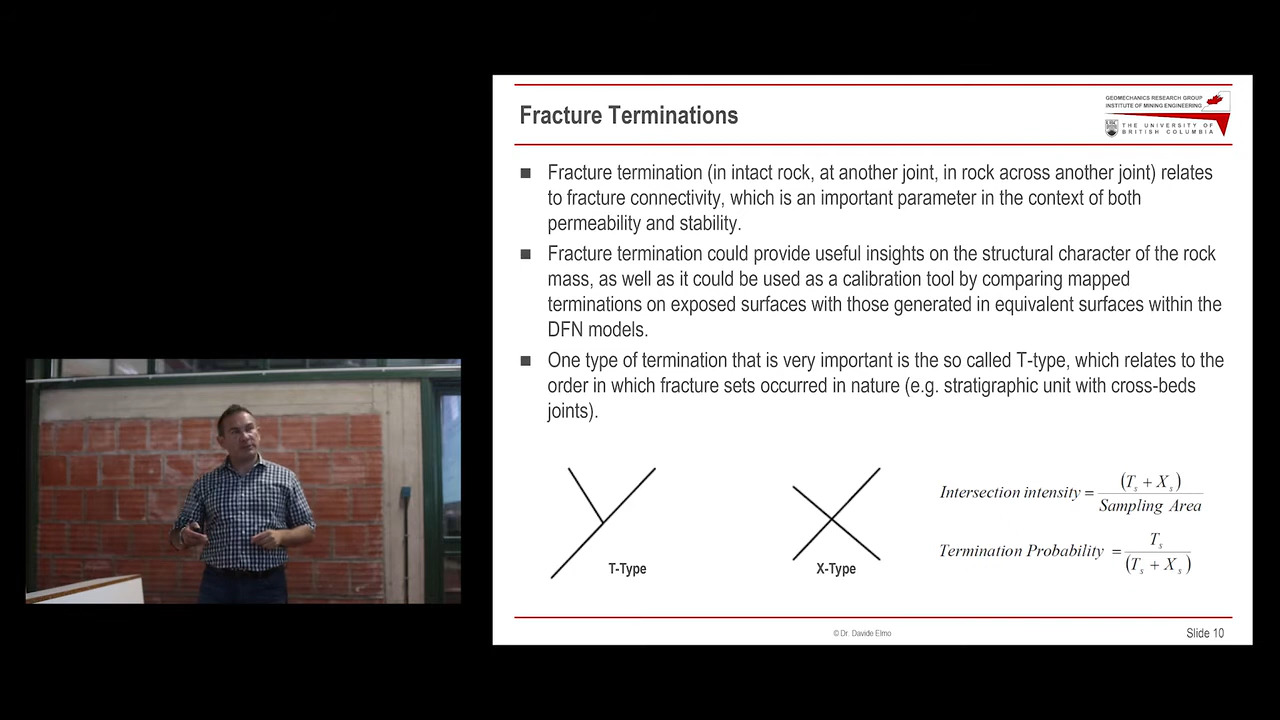 Fracture Terminations
GEOMECHANICS RESEARCH GROUP
INSTITUTE OF MINING ENGINEERING
THE UNIVERSITY OF
BRITISH COLUMBIA
■ Fracture termination (in intact rock, at another joint, in rock across another joint) relates
to fracture connectivity, which is an important parameter in the context of both
permeability and stability.
■ Fracture termination could provide useful insights on the structural character of the rock
mass, as well as it could be used as a calibration tool by comparing mapped
terminations on exposed surfaces with those generated in equivalent surfaces within the
DFN models.
■ One type of termination that is very important is the so called T-type, which relates to the
order in which fracture sets occurred in nature (e.g. stratigraphic unit with cross-beds
joints).
T-Type
X-Type
Intersection intensity = (Ts + Xs) / Sampling Area
Termination Probability = Ts / (Ts + Xs)
© Dr. Davide Elmo
Slide 10